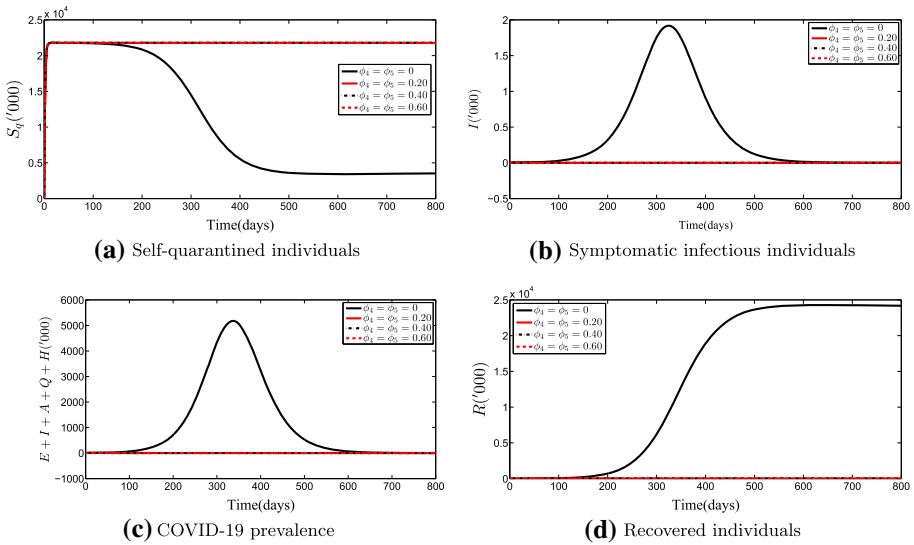 2.5 x 10⁴
2
1.5
1
0.5
0
S_q('000)
0 100 200 300 400 500 600 700 800
Time(days)
ϕ₄ = ϕ₅ = 0
ϕ₄ = ϕ₅ = 0.20
ϕ₄ = ϕ₅ = 0.40
ϕ₄ = ϕ₅ = 0.60
(a) Self-quarantined individuals
2
1.5
1
0.5
0
−0.5
I('000)
0 100 200 300 400 500 600 700 800
Time(days)
ϕ₄ = ϕ₅ = 0
ϕ₄ = ϕ₅ = 0.20
ϕ₄ = ϕ₅ = 0.40
ϕ₄ = ϕ₅ = 0.60
(b) Symptomatic infectious individuals
6000
5000
4000
3000
2000
1000
0
−1000
E + I + A + Q + H('000)
0 100 200 300 400 500 600 700 800
Time(days)
ϕ₄ = ϕ₅ = 0
ϕ₄ = ϕ₅ = 0.20
ϕ₄ = ϕ₅ = 0.40
ϕ₄ = ϕ₅ = 0.60
(c) COVID-19 prevalence
2.5 x 10⁴
2
1.5
1
0.5
0
R('000)
0 100 200 300 400 500 600 700 800
Time(days)
ϕ₄ = ϕ₅ = 0
ϕ₄ = ϕ₅ = 0.20
ϕ₄ = ϕ₅ = 0.40
ϕ₄ = ϕ₅ = 0.60
(d) Recovered individuals